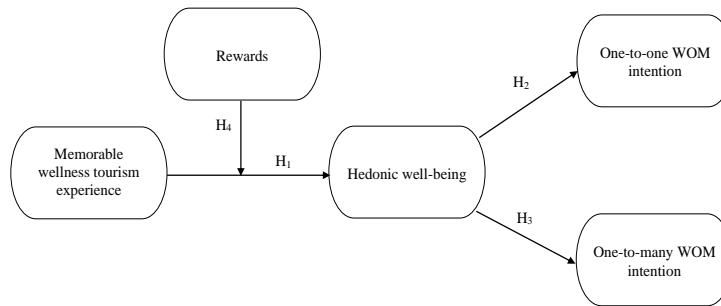 Rewards
One-to-one WOM
intention
H₂
H₄
Memorable
wellness tourism
experience
H₁
Hedonic well-being
H₃
One-to-many WOM
intention